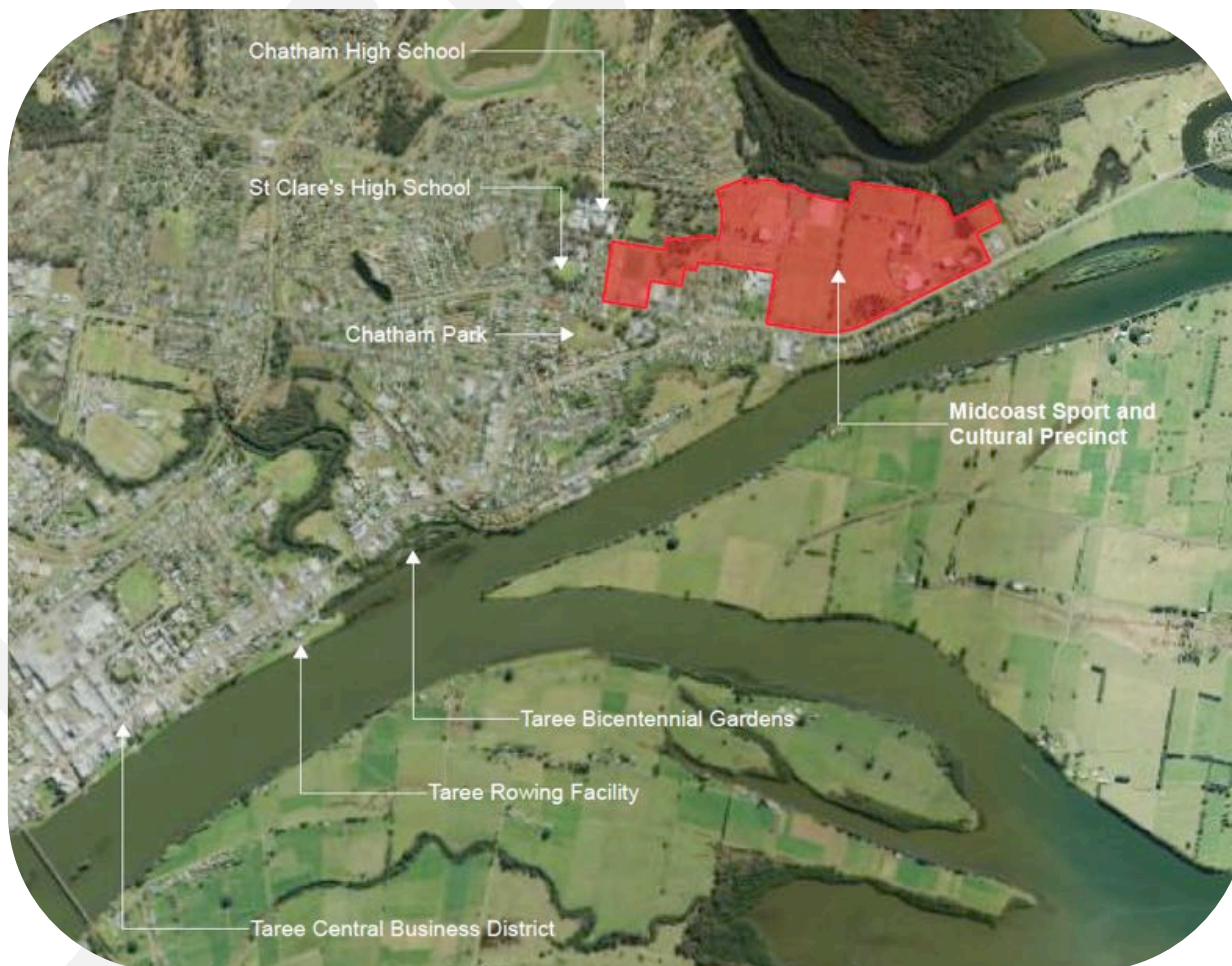 Chatham High School
St Clare's High School
Chatham Park
Midcoast Sport and
Cultural Precinct
Taree Bicentennial Gardens
Taree Rowing Facility
Taree Central Business District